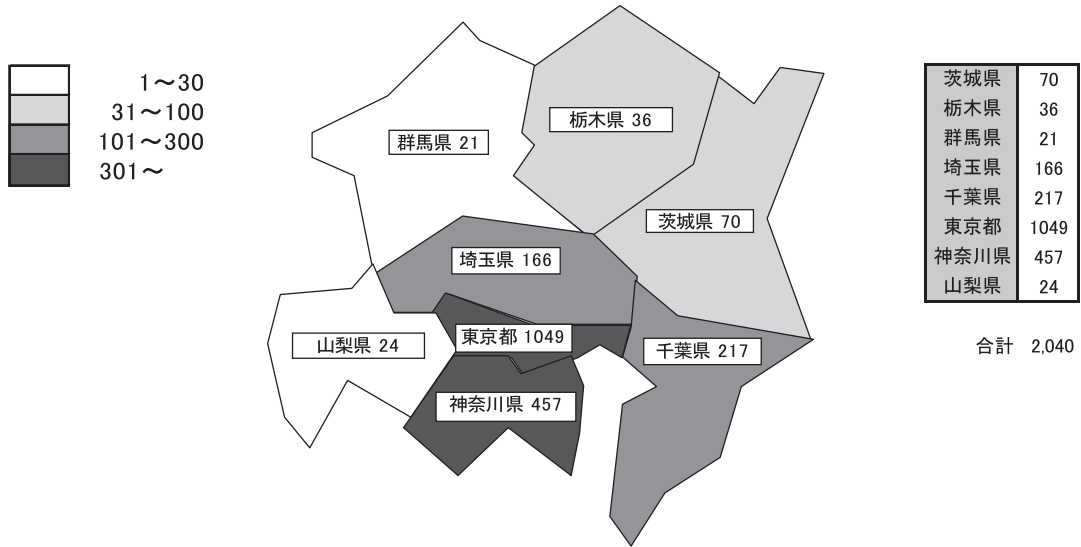 1～30
31～100
101～300
301～
栃木県 36
群馬県 21
茨城県 70
埼玉県 166
東京都 1049
山梨県 24
千葉県 217
神奈川県 457
茨城県 70
栃木県 36
群馬県 21
埼玉県 166
千葉県 217
東京都 1049
神奈川県 457
山梨県 24
合計 2,040